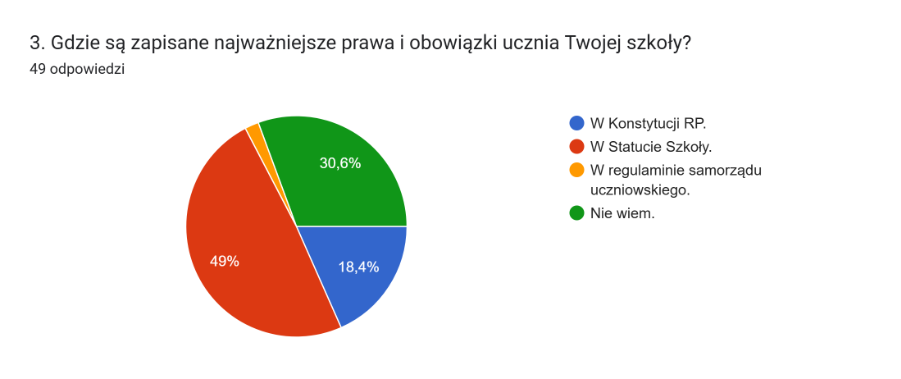 3. Gdzie są zapisane najważniejsze prawa i obowiązki ucznia Twojej szkoły?
49 odpowiedzi
W Konstytucji RP.
W Statucie Szkoły.
W regulaminie samorządu
uczniowskiego.
Nie wiem.
30,6%
49%
18,4%